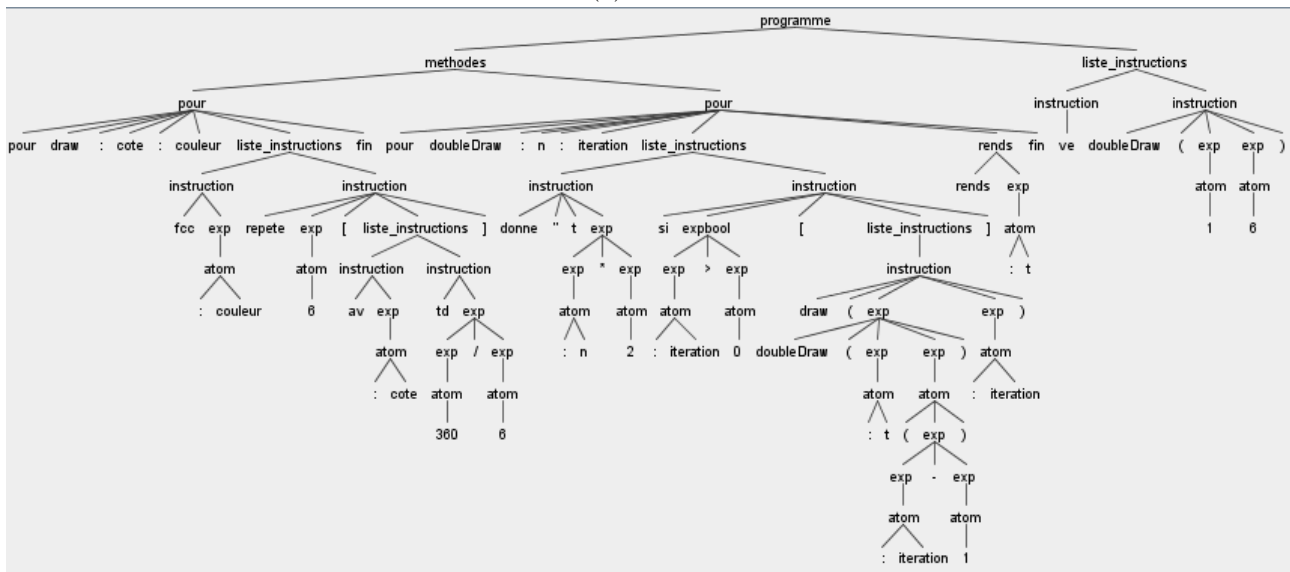 programme
methodes liste_instructions
pour pour instruction instruction
pour draw : cote : couleur liste_instructions fin pour doubleDraw : n : iteration liste_instructions rends fin ve doubleDraw ( exp exp )
instruction instruction instruction instruction rends exp atom atom
fcc exp repete exp [ liste_instructions ] donne " t exp si expbool [ liste_instructions ] atom 1 6
atom atom instruction instruction exp * exp exp > exp instruction : t
: couleur 6 av exp td exp atom atom atom atom draw ( exp exp )
atom exp / exp : n 2 : iteration 0 doubleDraw ( exp exp ) atom
: cote atom atom atom atom : iteration
360 6 : t ( exp )
exp - exp
atom atom
: iteration 1